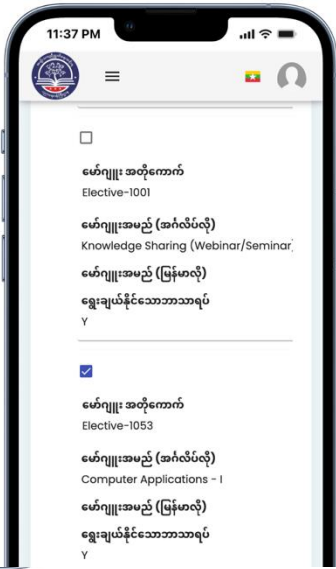 11:37 PM
မော်ဂျူး အတိုကောက်
Elective-1001
မော်ဂျူးအမည် (အင်္ဂလိပ်လို)
Knowledge Sharing (Webinar/Seminar)
မော်ဂျူးအမည် (မြန်မာလို)
ရွေးချယ်နိုင်သောဘာသာရပ်
Y
မော်ဂျူး အတိုကောက်
Elective-1053
မော်ဂျူးအမည် (အင်္ဂလိပ်လို)
Computer Applications - I
မော်ဂျူးအမည် (မြန်မာလို)
ရွေးချယ်နိုင်သောဘာသာရပ်
Y